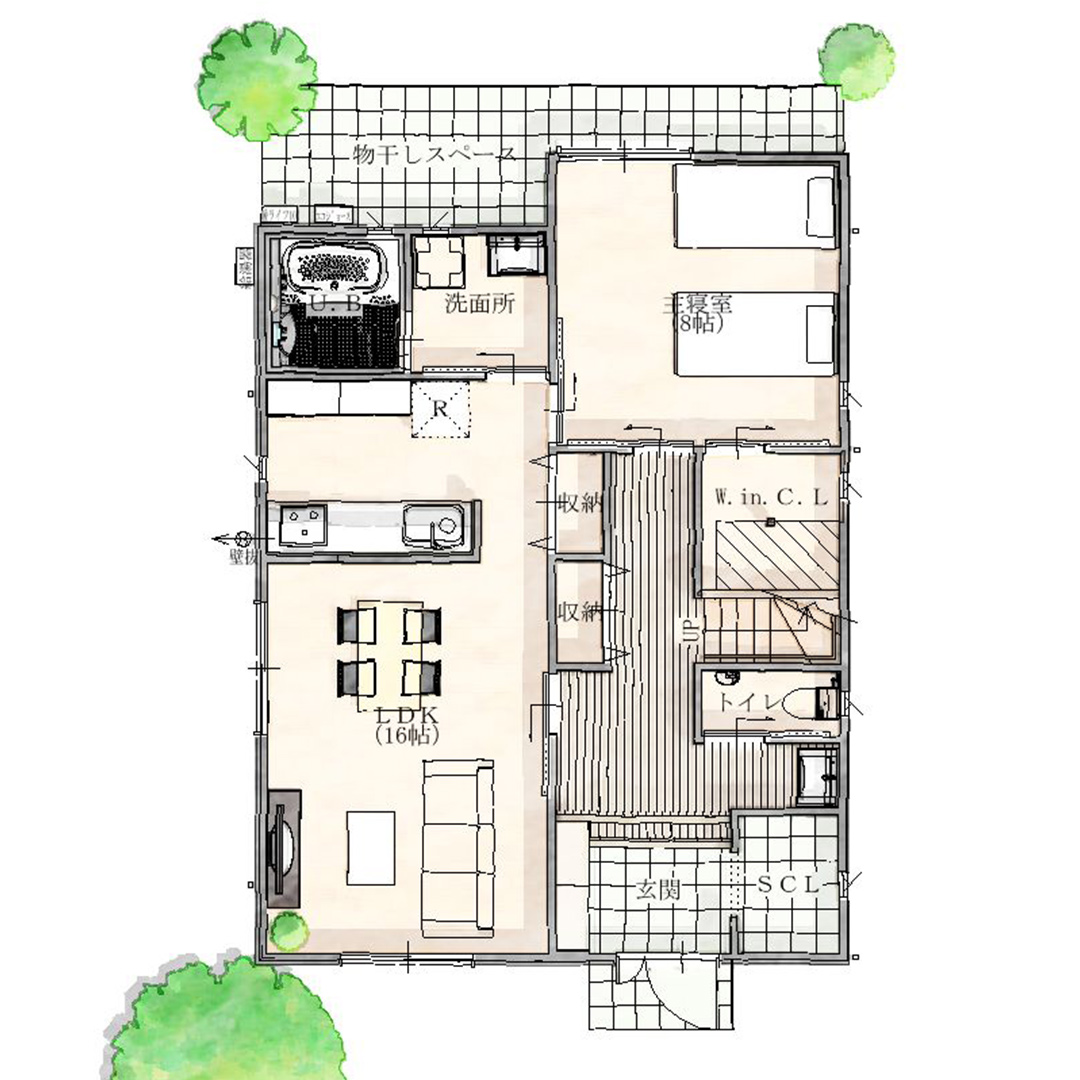 物干しスペース
U.B
洗面所
主寝室
(8帖)
R
収納
W.in.C.L
壁抜
収納
UP
トイレ
LDK
(16帖)
玄関
SCL